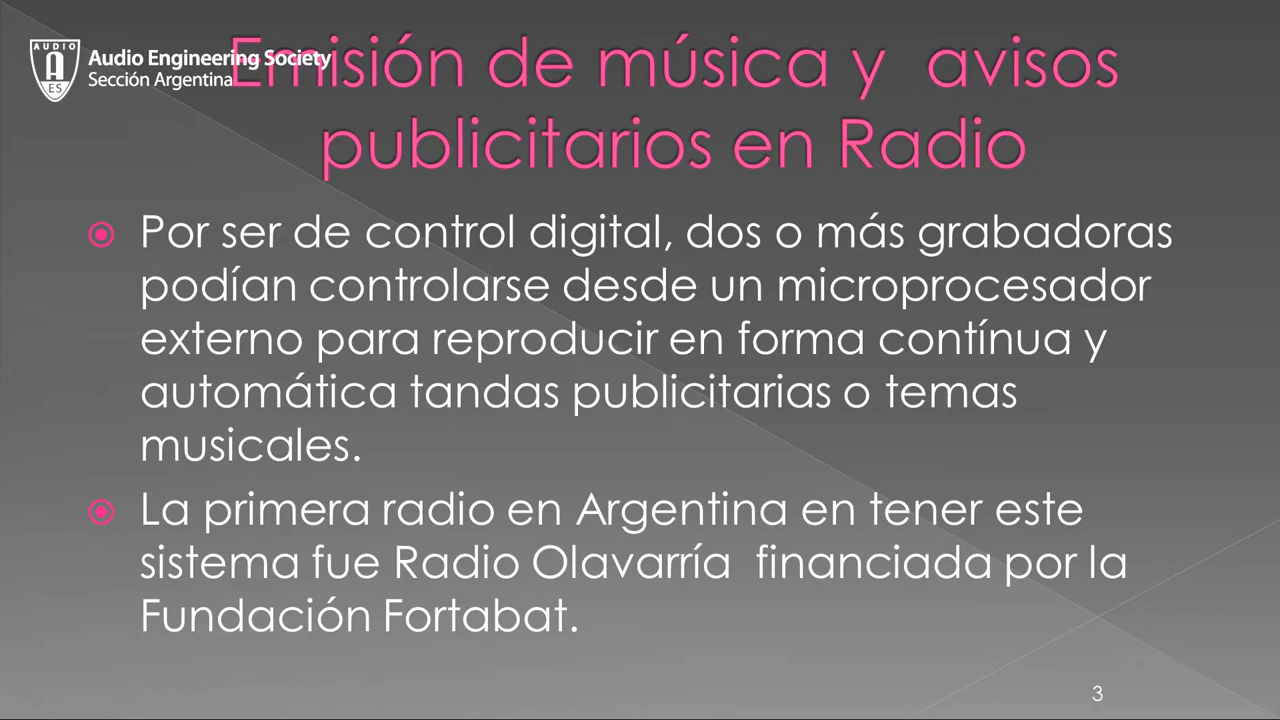 AUDIO
A
ES
Audio Engineering Society
Sección Argentina
Emisión de música y avisos
publicitarios en Radio
Por ser de control digital, dos o más grabadoras
podían controlarse desde un microprocesador
externo para reproducir en forma contínua y
automática tandas publicitarias o temas
musicales.
La primera radio en Argentina en tener este
sistema fue Radio Olavarría financiada por la
Fundación Fortabat.
3